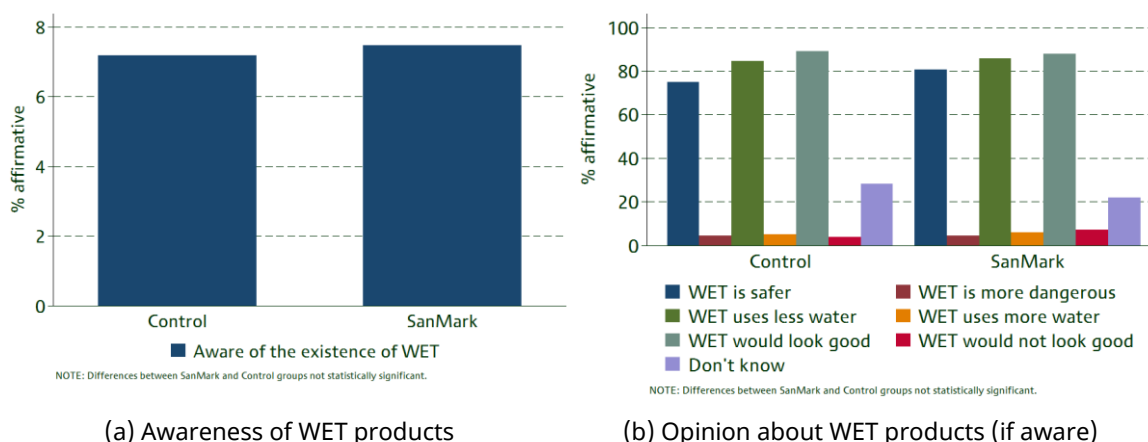 8
6
4
2
0
% affirmative
Control
SanMark
Aware of the existence of WET
NOTE: Differences between SanMark and Control groups not statistically significant.
(a) Awareness of WET products
100
80
60
40
20
0
% affirmative
Control
SanMark
WET is safer
WET is more dangerous
WET uses less water
WET uses more water
WET would look good
WET would not look good
Don't know
NOTE: Differences between SanMark and Control groups not statistically significant.
(b) Opinion about WET products (if aware)